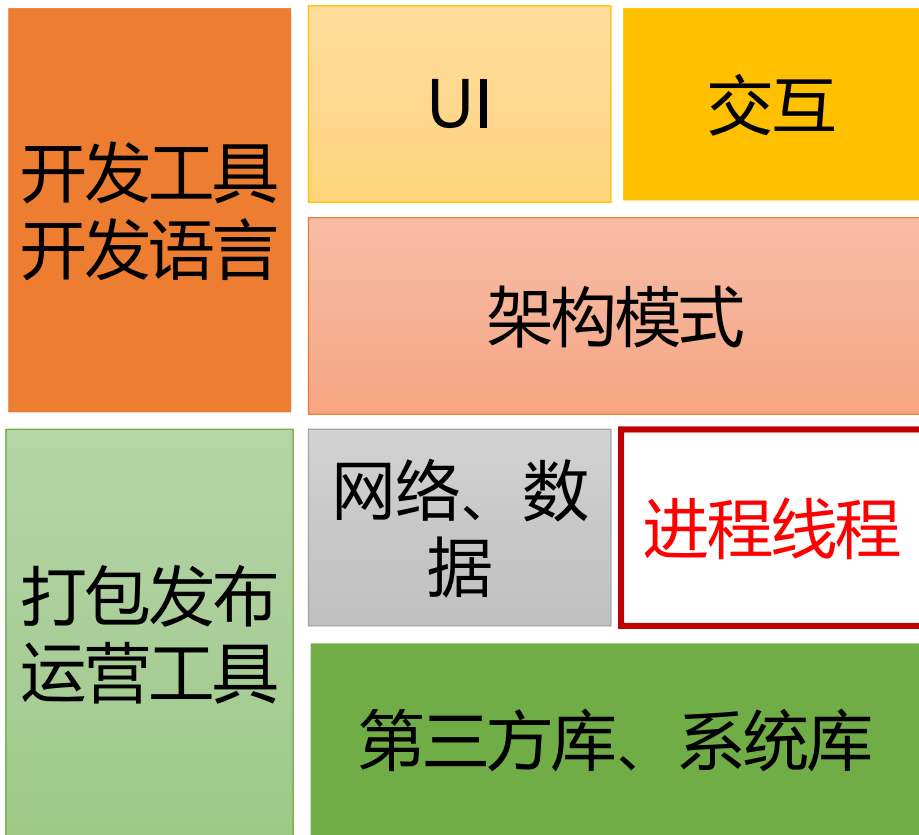 开发工具
开发语言
UI
交互
架构模式
打包发布
运营工具
网络、数
据
进程线程
第三方库、系统库